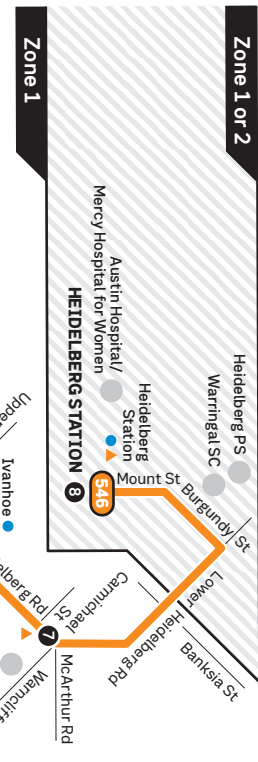 Zone 1 or 2
Zone 1
Heidelberg PS
Warringal SC
Austin Hospital/
Mercy Hospital for Women
Heidelberg
Station
HEIDELBERG STATION
8
546
Mount St
Burgundy St
Lower
Heidelberg Rd
Banksia St
Carmichael
St
McArthur Rd
7
Ivanhoe